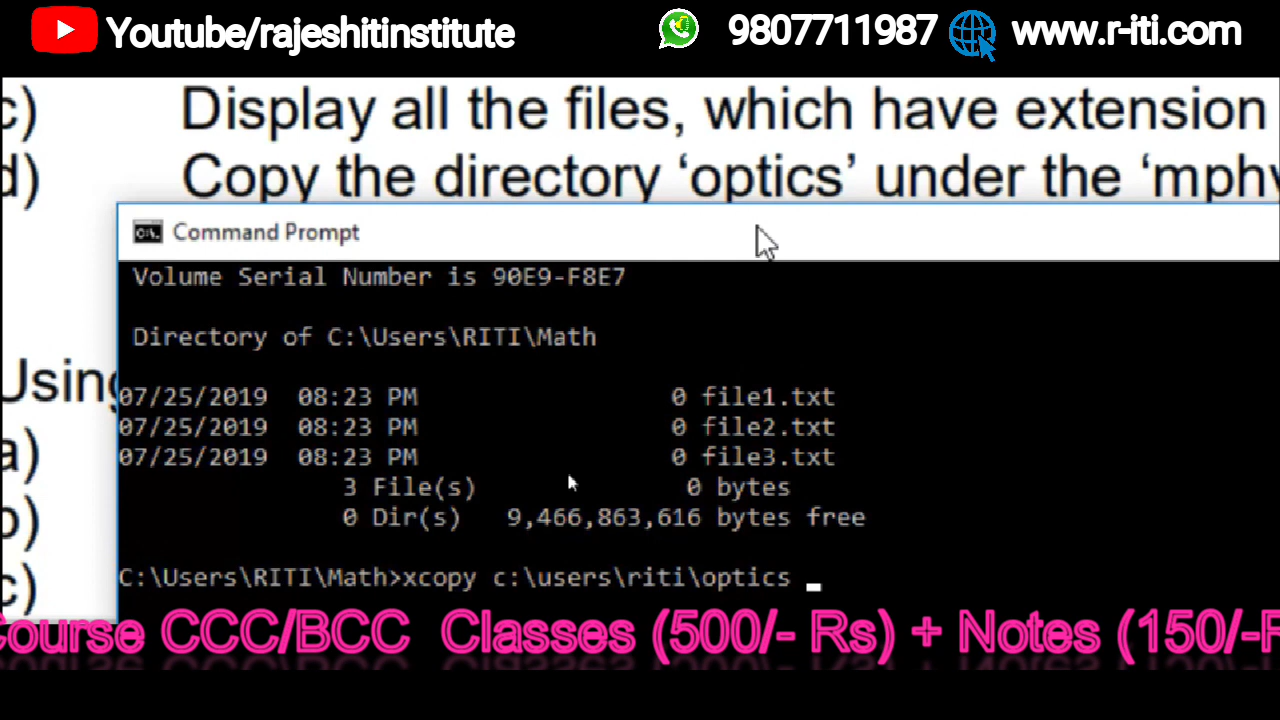 Youtube/rajeshitinstitute 9807711987 www.r-iti.com
c) Display all the files, which have extension
d) Copy the directory ‘optics’ under the
Command Prompt
Volume Serial Number is 90E9-F8E7
Directory of C:\Users\RITI\Math
Using
07/25/2019 08:23 PM 0 file1.txt
07/25/2019 08:23 PM 0 file2.txt
a)
07/25/2019 08:23 PM 0 file3.txt
3 File(s) 0 bytes
b)
0 Dir(s) 9,466,863,616 bytes free
c)
C:\Users\RITI\Math>xcopy c:\users\riti\optics _
Course CCC/BCC Classes (500/- Rs) + Notes (150/-R